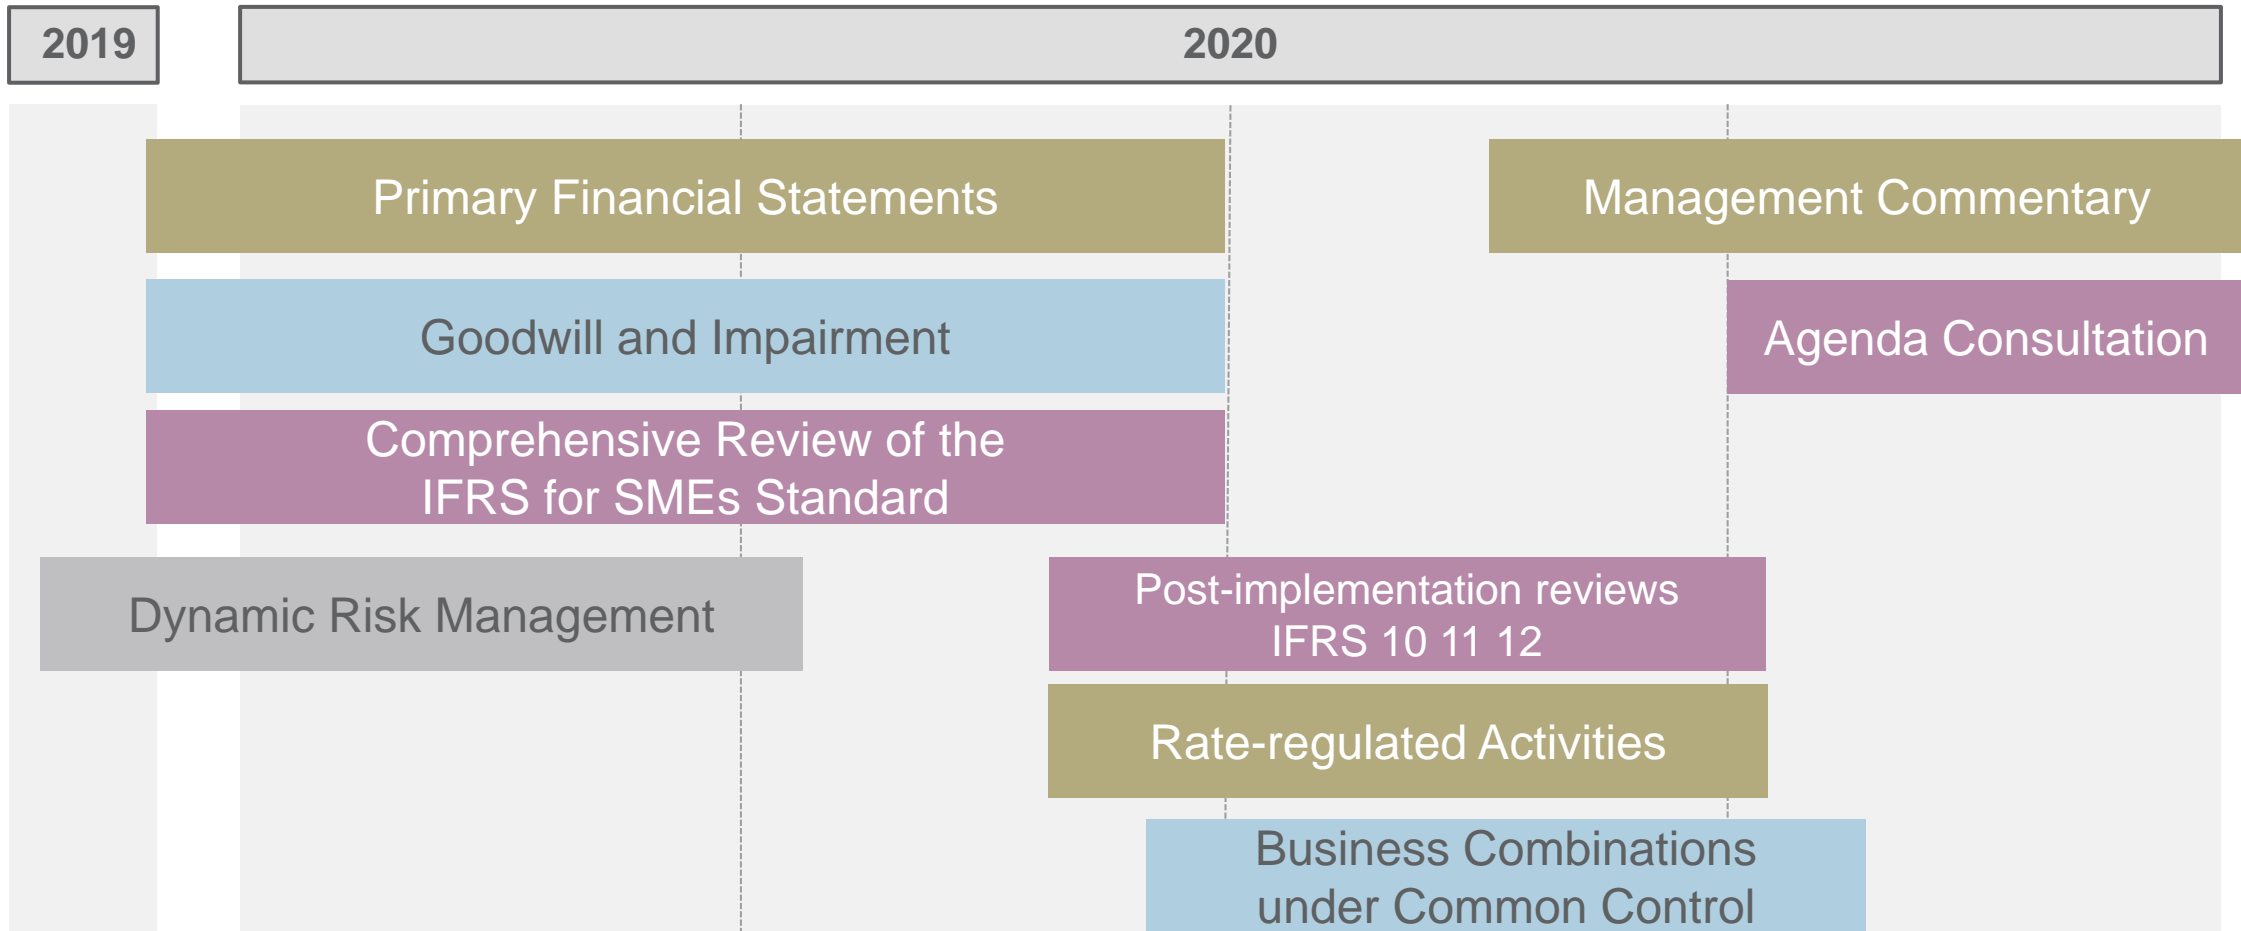 2019
2020
Primary Financial Statements
Management Commentary
Goodwill and Impairment
Agenda Consultation
Comprehensive Review of the
IFRS for SMEs Standard
Dynamic Risk Management
Post-implementation reviews
IFRS 10 11 12
Rate-regulated Activities
Business Combinations
under Common Control